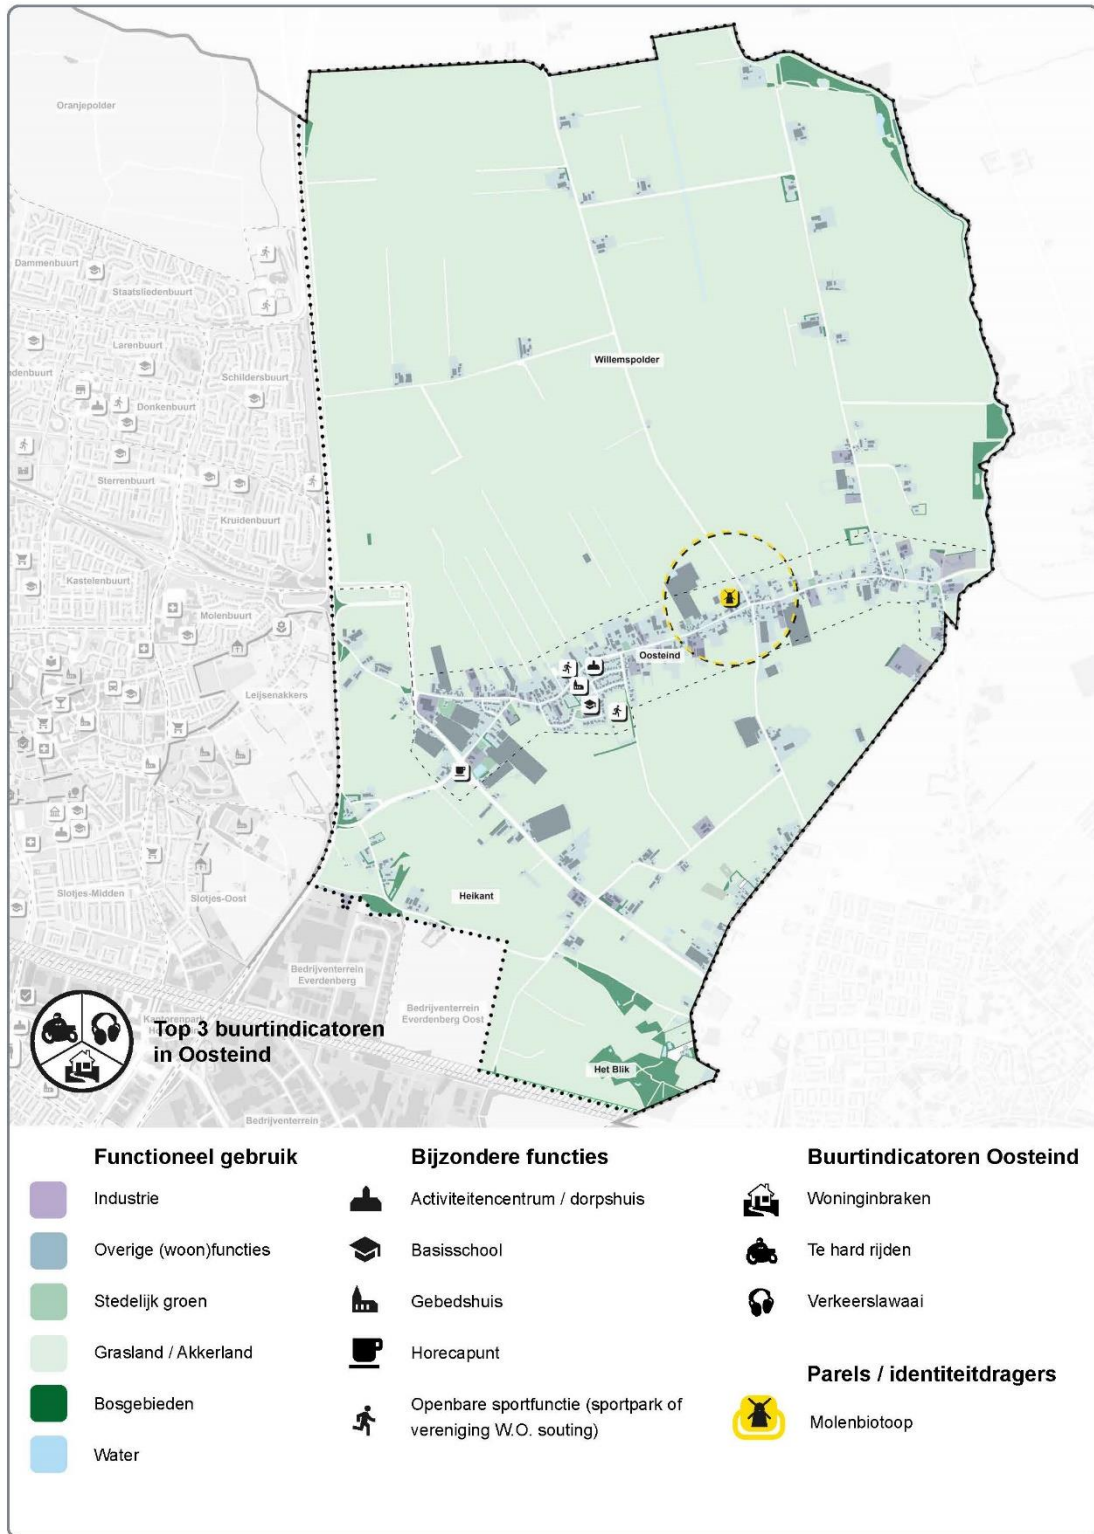 Oranjepolder
Dammenbuurt
Staatsliedenbuurt
Larenbuurt
edenbuurt
Schildersbuurt
Donkenbuurt
Sterrenbuurt
Kruidenbuurt
Kastelenbuurt
Molenbuurt
Leijsenakkers
Willemspolder
Oosteind
Slotjes-Midden
Slotjes-Oost
Heikant
Bedrijventerrein
Everdenberg
Bedrijventerrein
Everdenberg Oost
Het Blik
Bedrijventerrein
Top 3 buurtindicatoren
in Oosteind
Functioneel gebruik
Industrie
Overige (woon)functies
Stedelijk groen
Grasland / Akkerland
Bosgebieden
Water
Bijzondere functies
Activiteitencentrum / dorpshuis
Basisschool
Gebedshuis
Horecapunt
Openbare sportfunctie (sportpark of
vereniging W.O. souting)
Buurtindicatoren Oosteind
Woninginbraken
Te hard rijden
Verkeerslawaai
Parels / identiteitdragers
Molenbiotoop